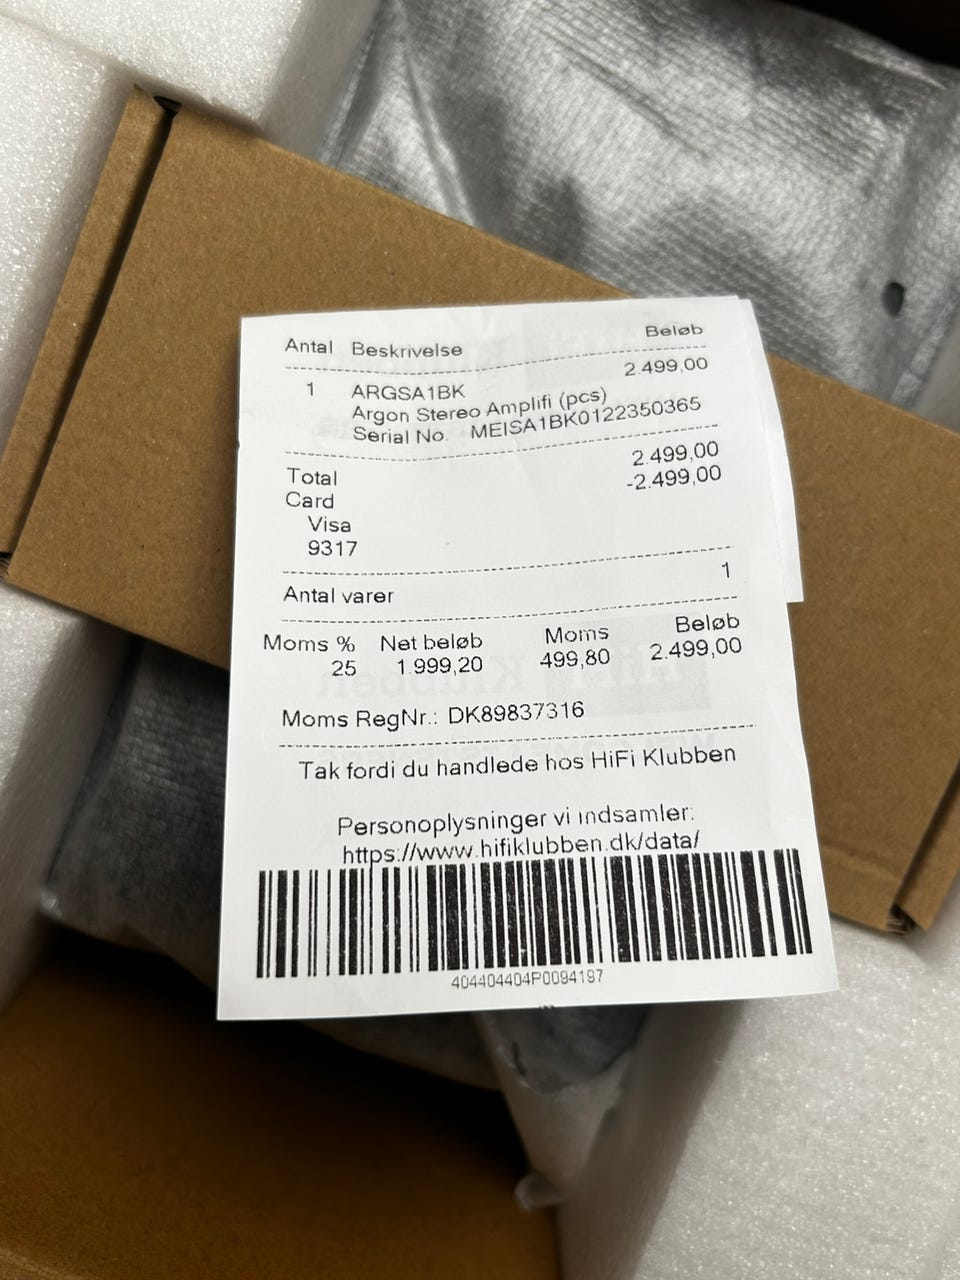 Antal Beskrivelse Beløb
1 ARGSA1BK 2.499,00
Argon Stereo Amplifi (pcs)
Serial No. MEISA1BK0122350365
Total 2.499,00
Card -2.499,00
Visa
9317
Antal varer 1
Moms % Net beløb Moms Beløb
25 1.999,20 499,80 2.499,00
Moms RegNr.: DK89837316
Tak fordi du handlede hos HiFi Klubben
Personoplysninger vi indsamler:
https://www.hifiklubben.dk/data/
404404404P0094197